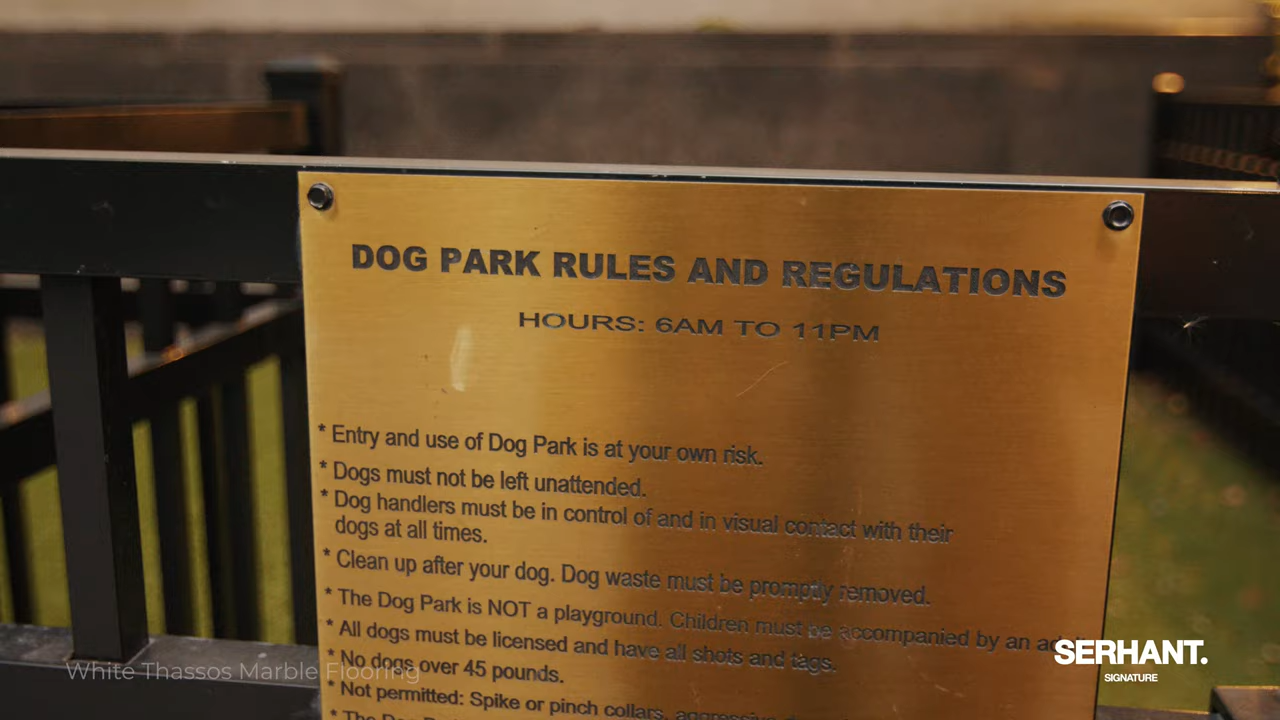 DOG PARK RULES AND REGULATIONS
HOURS: 6AM TO 11PM
* Entry and use of Dog Park is at your own risk.
* Dogs must not be left unattended.
* Dog handlers must be in control of and in visual contact with their
dogs at all times.
* Clean up after your dog. Dog waste must be promptly removed.
* The Dog Park is NOT a playground. Children must be accompanied by an
* All dogs must be licensed and have all shots and tags.
* No dogs over 45 pounds.
* Not permitted: Spike or pinch collars,
* The Dog
White Thassos Marble Flooring
SERHANT.
SIGNATURE